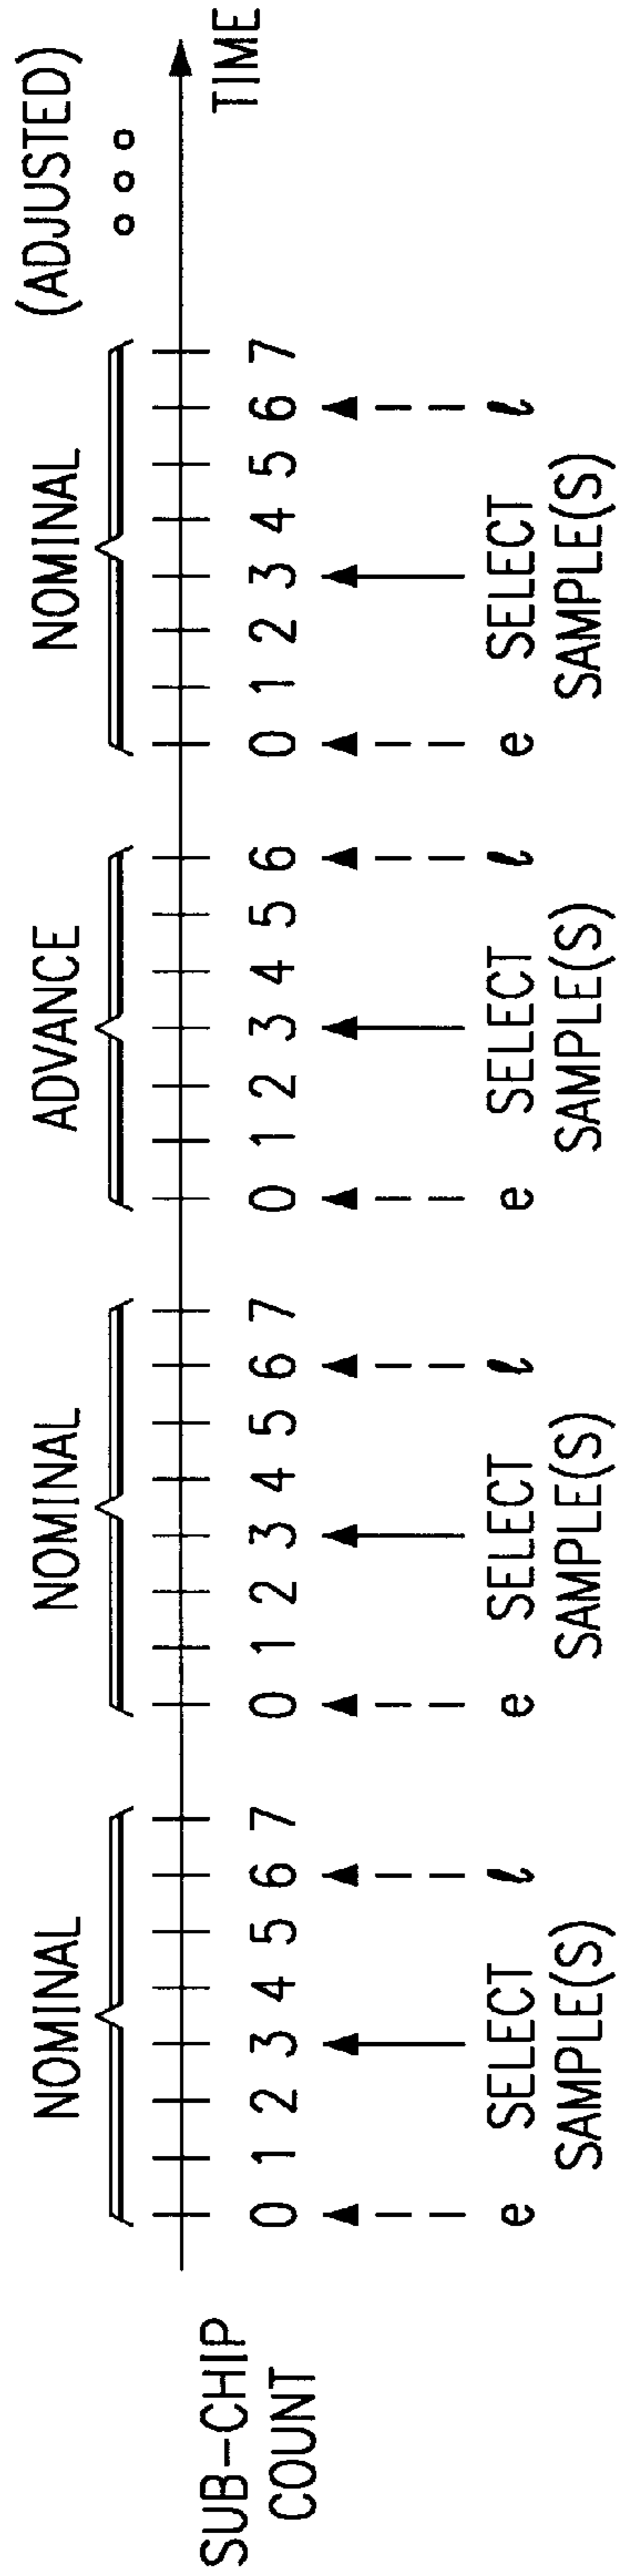 NOMINAL NOMINAL ADVANCE NOMINAL (ADJUSTED)
TIME
SUB-CHIP
COUNT
0 1 2 3 4 5 6 7 0 1 2 3 4 5 6 7 0 1 2 3 4 5 6 0 1 2 3 4 5 6 7
e SELECT ℓ e SELECT ℓ e SELECT ℓ e SELECT ℓ
SAMPLE(S) SAMPLE(S) SAMPLE(S) SAMPLE(S)